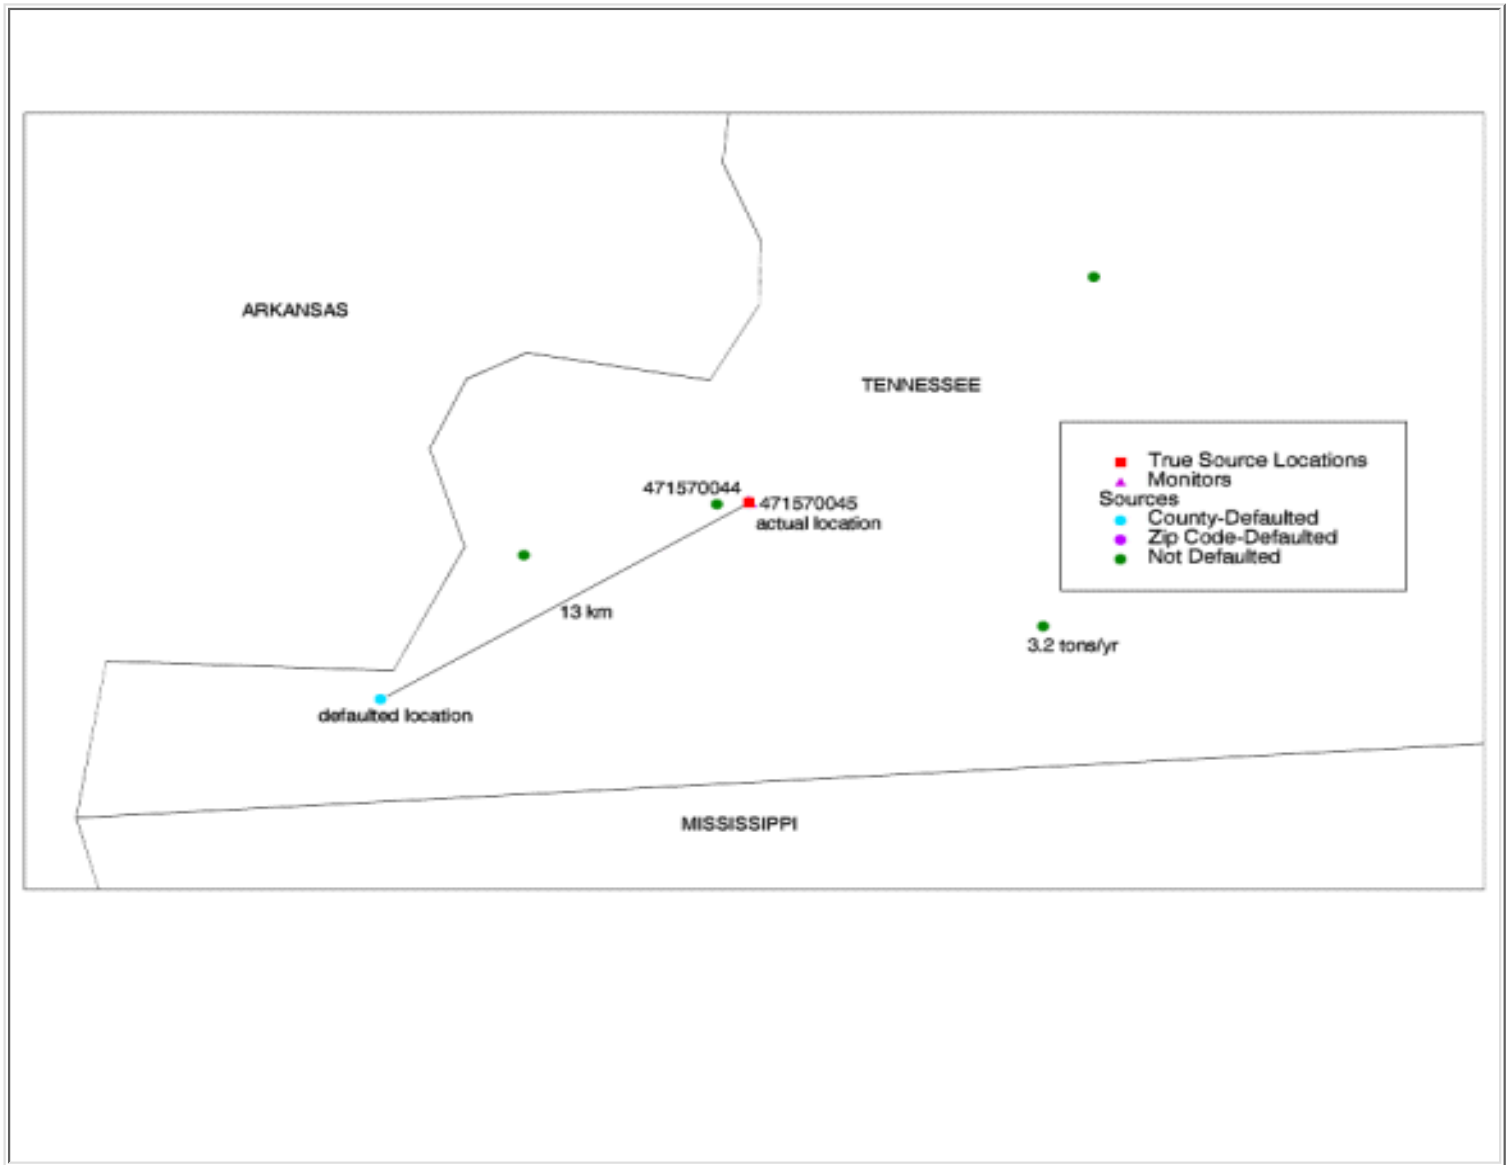 ARKANSAS
TENNESSEE
True Source Locations
Monitors
Sources
County-Defaulted
Zip Code-Defaulted
Not Defaulted
471570044
471570045
actual location
13 km
3.2 tons/yr
defaulted location
MISSISSIPPI